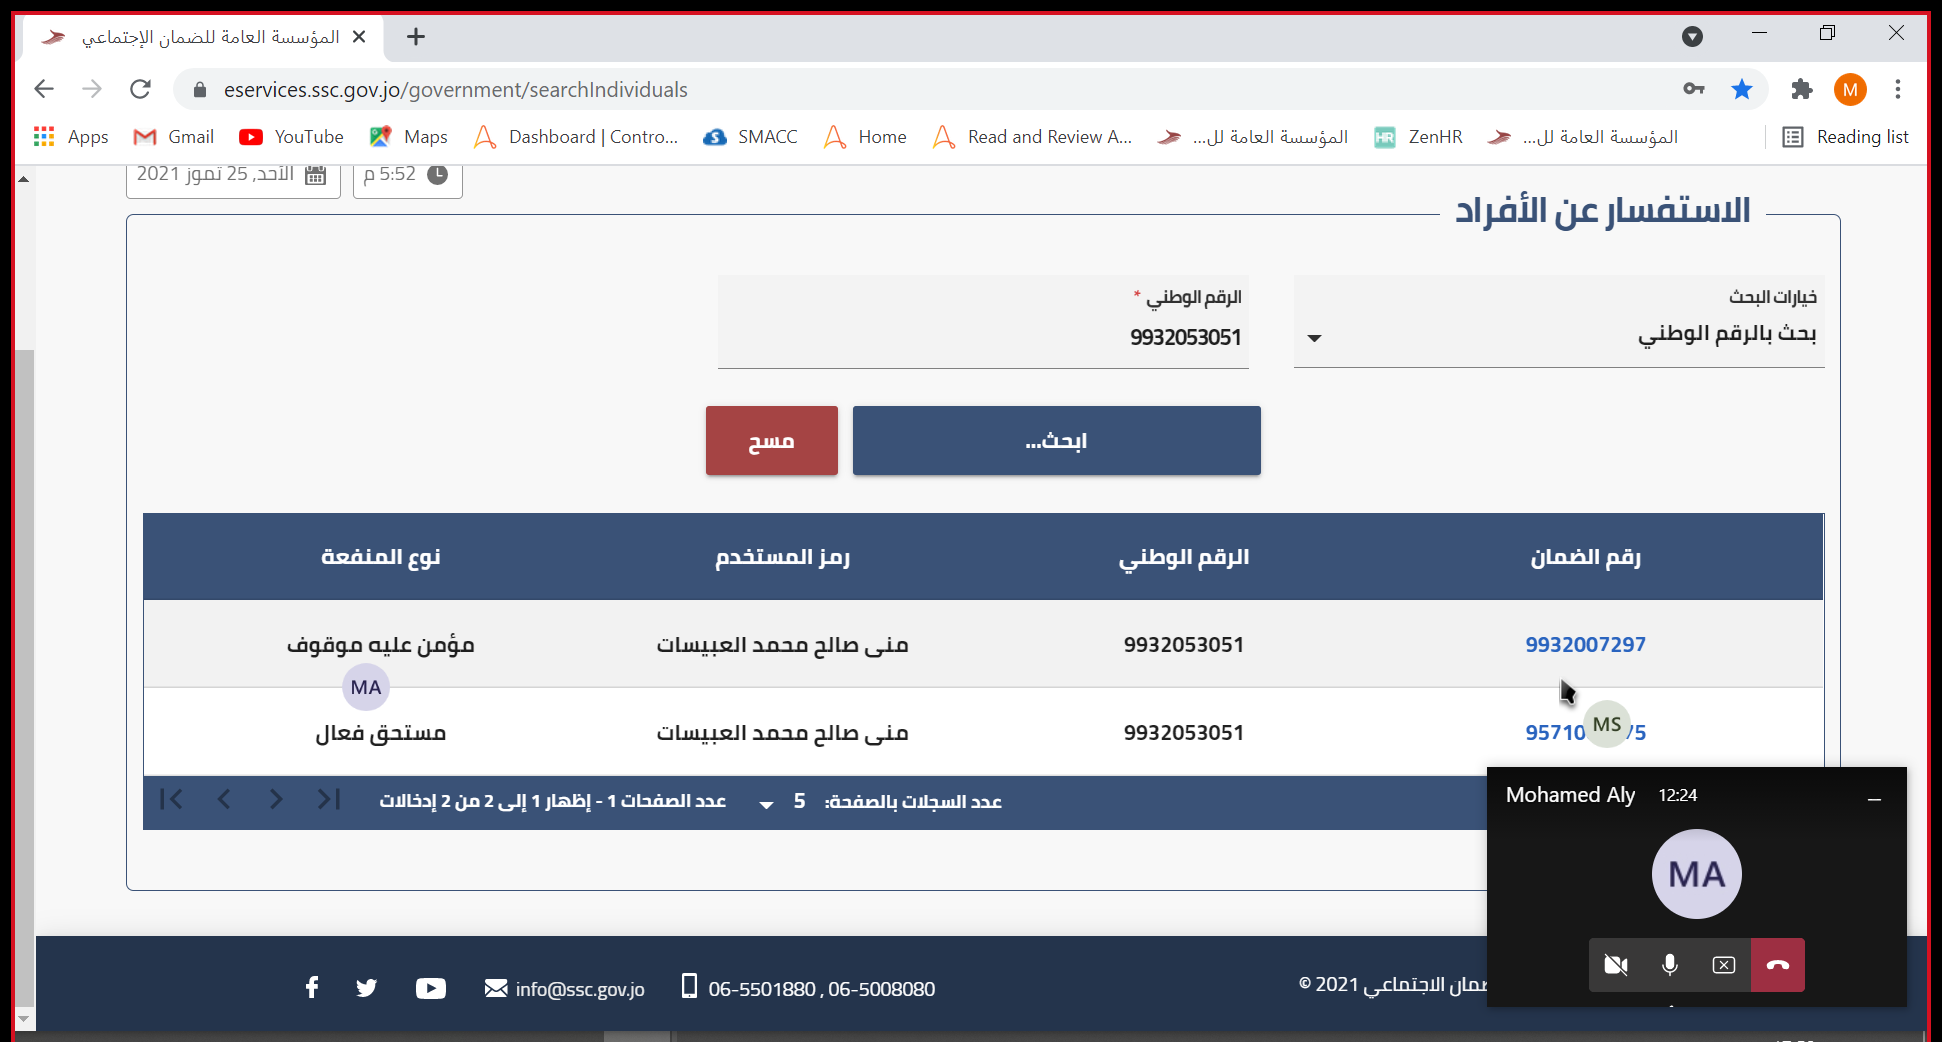 المؤسسة العامة للضمان الإجتماعي
eservices.ssc.gov.jo/government/searchIndividuals
M
Apps Gmail YouTube Maps Dashboard | Contro... SMACC Home Read and Review A... المؤسسة العامة لل... ZenHR المؤسسة العامة لل... Reading list
الأحد, 25 تموز 2021 5:52 م
الاستفسار عن الأفراد
خيارات البحث
بحث بالرقم الوطني
الرقم الوطني *
9932053051
ابحث...
مسح
رقم الضمان الرقم الوطني رمز المستخدم نوع المنفعة
9932007297 9932053051 منى صالح محمد العبيسات مؤمن عليه موقوف
MA
MS
9932053051 منى صالح محمد العبيسات مستحق فعال
عدد السجلات بالصفحة: 5 عدد الصفحات 1 - إظهار 1 إلى 2 من 2 إدخالات
Mohamed Aly 12:24
MA
info@ssc.gov.jo
06-5501880 , 06-5008080
الاجتماعي 2021 ©